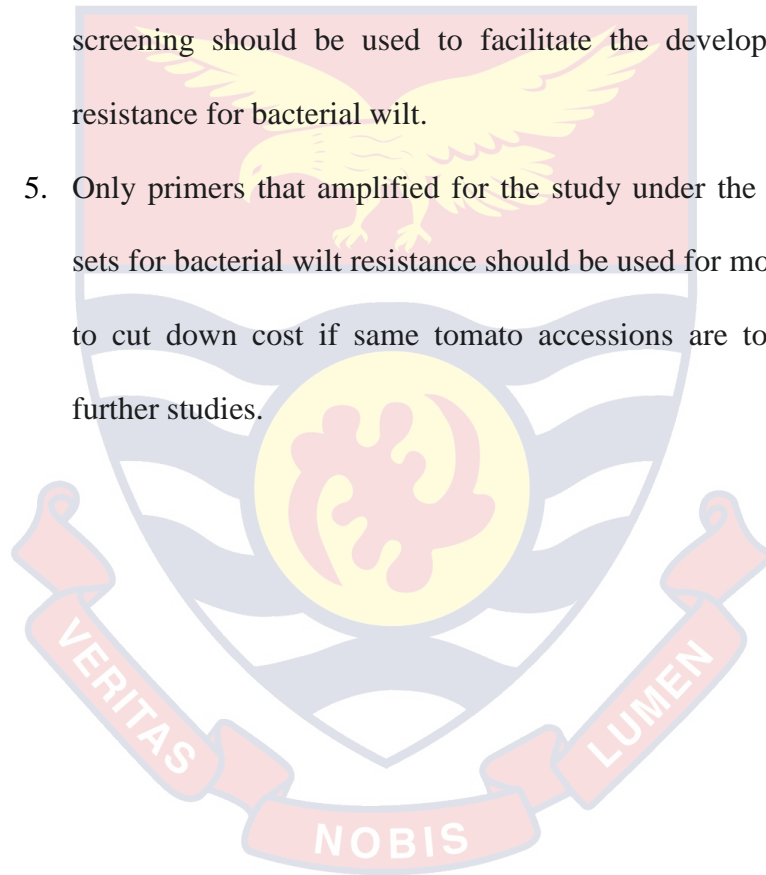 screening should be used to facilitate the develop
resistance for bacterial wilt.
5. Only primers that amplified for the study under the
sets for bacterial wilt resistance should be used for mo
to cut down cost if same tomato accessions are to
further studies.
VERITAS
NOBIS
LUMEN